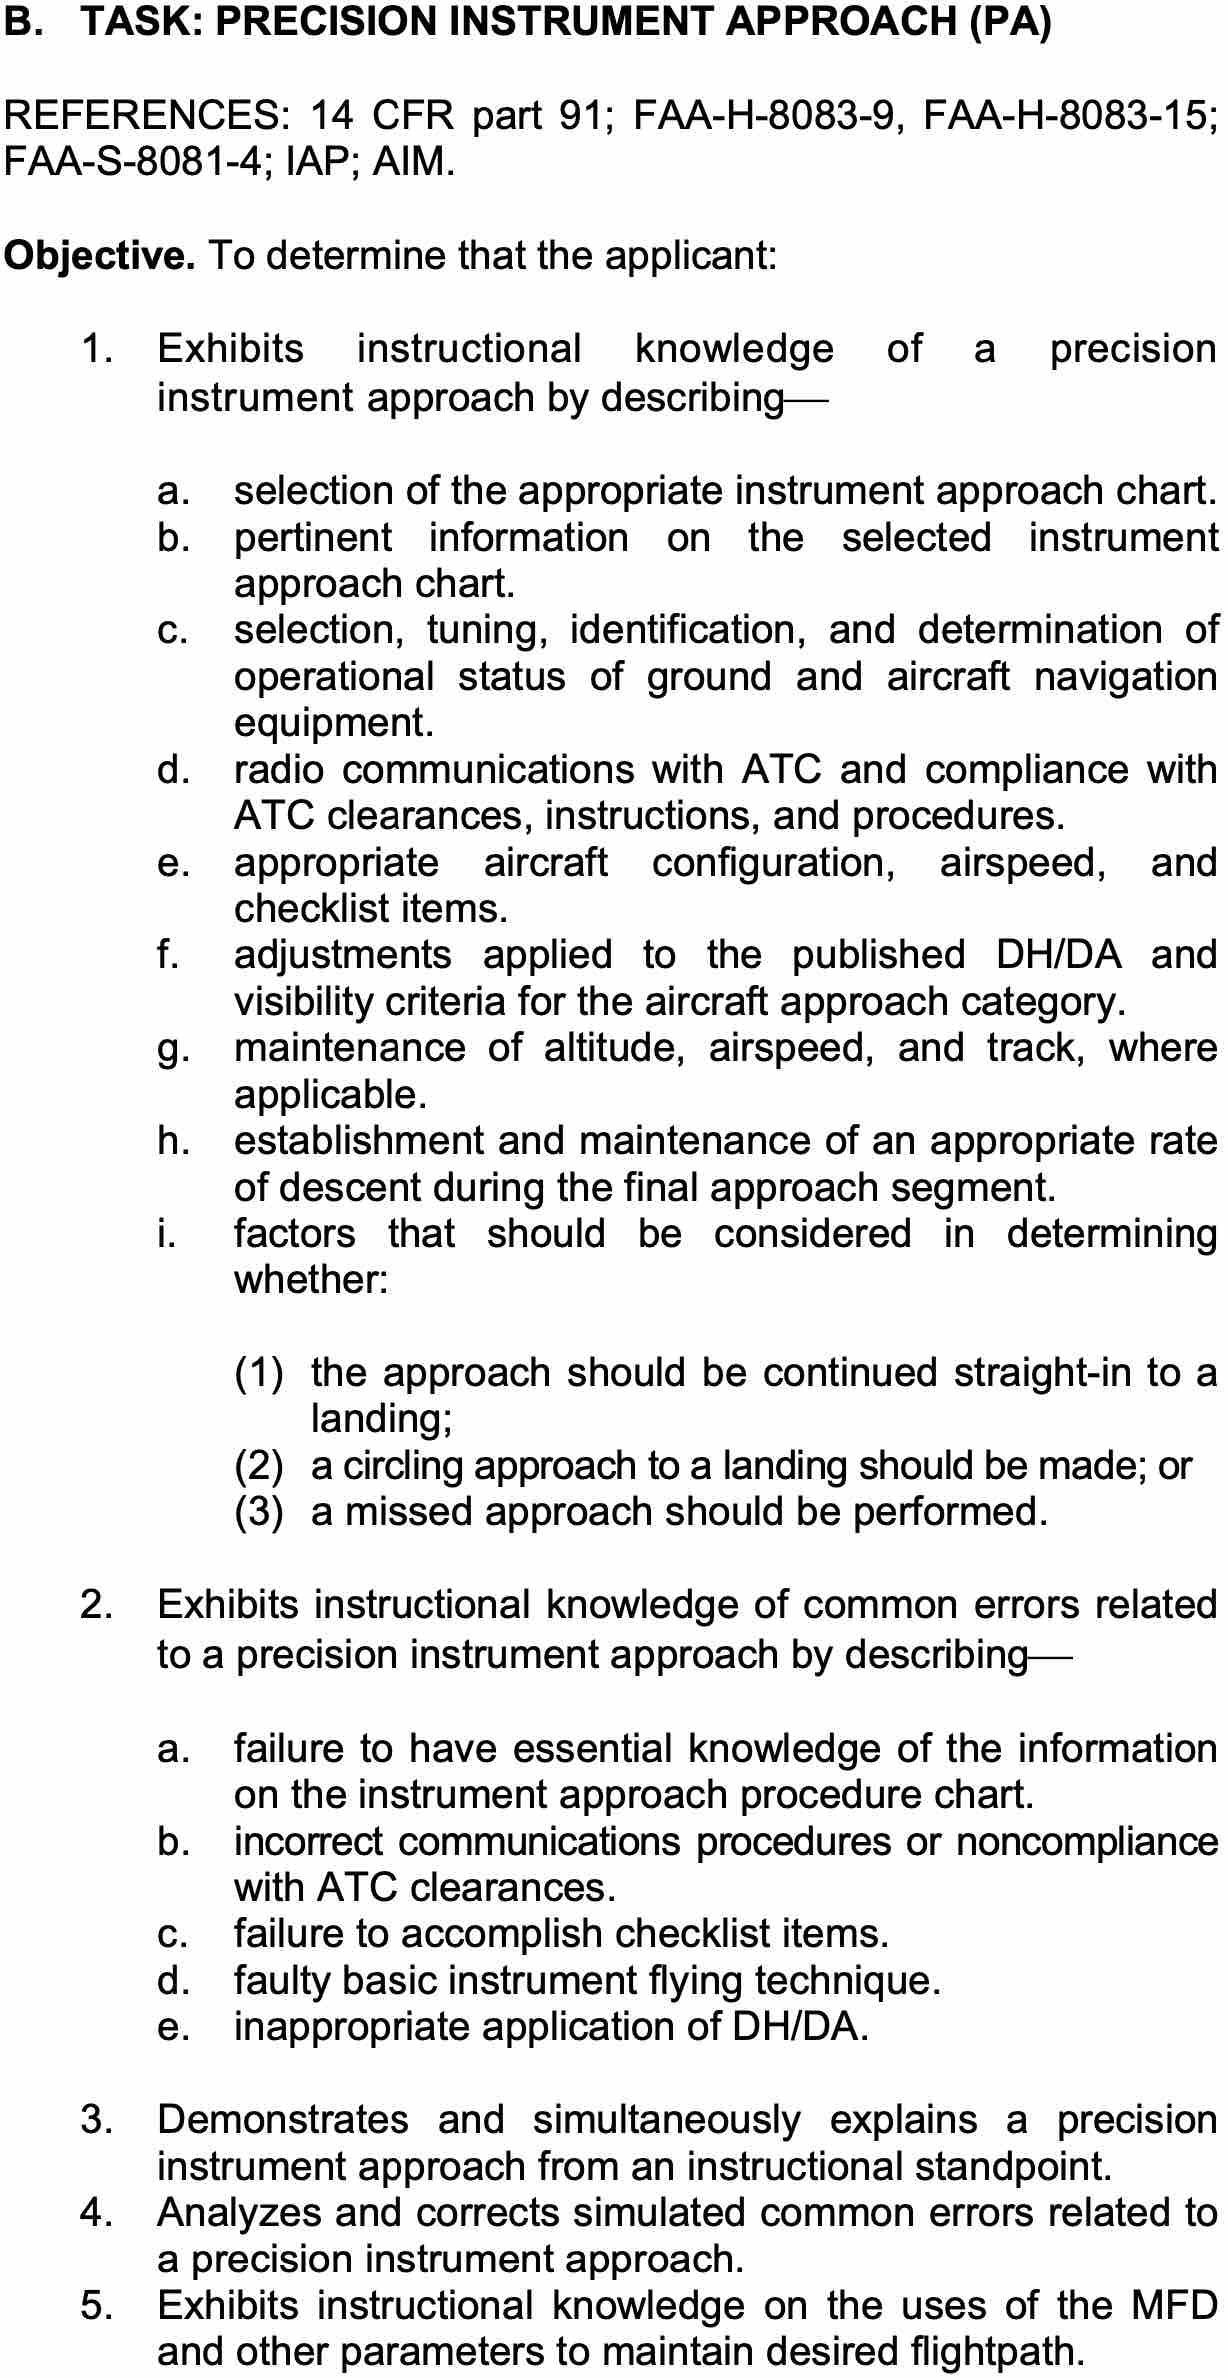 B. TASK: PRECISION INSTRUMENT APPROACH (PA)
REFERENCES: 14 CFR part 91; FAA-H-8083-9, FAA-H-8083-15;
FAA-S-8081-4; IAP; AIM.
Objective. To determine that the applicant:
1. Exhibits instructional knowledge of a precision
instrument approach by describing—
a. selection of the appropriate instrument approach chart.
b. pertinent information on the selected instrument
approach chart.
c. selection, tuning, identification, and determination of
operational status of ground and aircraft navigation
equipment.
d. radio communications with ATC and compliance with
ATC clearances, instructions, and procedures.
e. appropriate aircraft configuration, airspeed, and
checklist items.
f. adjustments applied to the published DH/DA and
visibility criteria for the aircraft approach category.
g. maintenance of altitude, airspeed, and track, where
applicable.
h. establishment and maintenance of an appropriate rate
of descent during the final approach segment.
i. factors that should be considered in determining
whether:
(1) the approach should be continued straight-in to a
landing;
(2) a circling approach to a landing should be made; or
(3) a missed approach should be performed.
2. Exhibits instructional knowledge of common errors related
to a precision instrument approach by describing—
a. failure to have essential knowledge of the information
on the instrument approach procedure chart.
b. incorrect communications procedures or noncompliance
with ATC clearances.
c. failure to accomplish checklist items.
d. faulty basic instrument flying technique.
e. inappropriate application of DH/DA.
3. Demonstrates and simultaneously explains a precision
instrument approach from an instructional standpoint.
4. Analyzes and corrects simulated common errors related to
a precision instrument approach.
5. Exhibits instructional knowledge on the uses of the MFD
and other parameters to maintain desired flightpath.